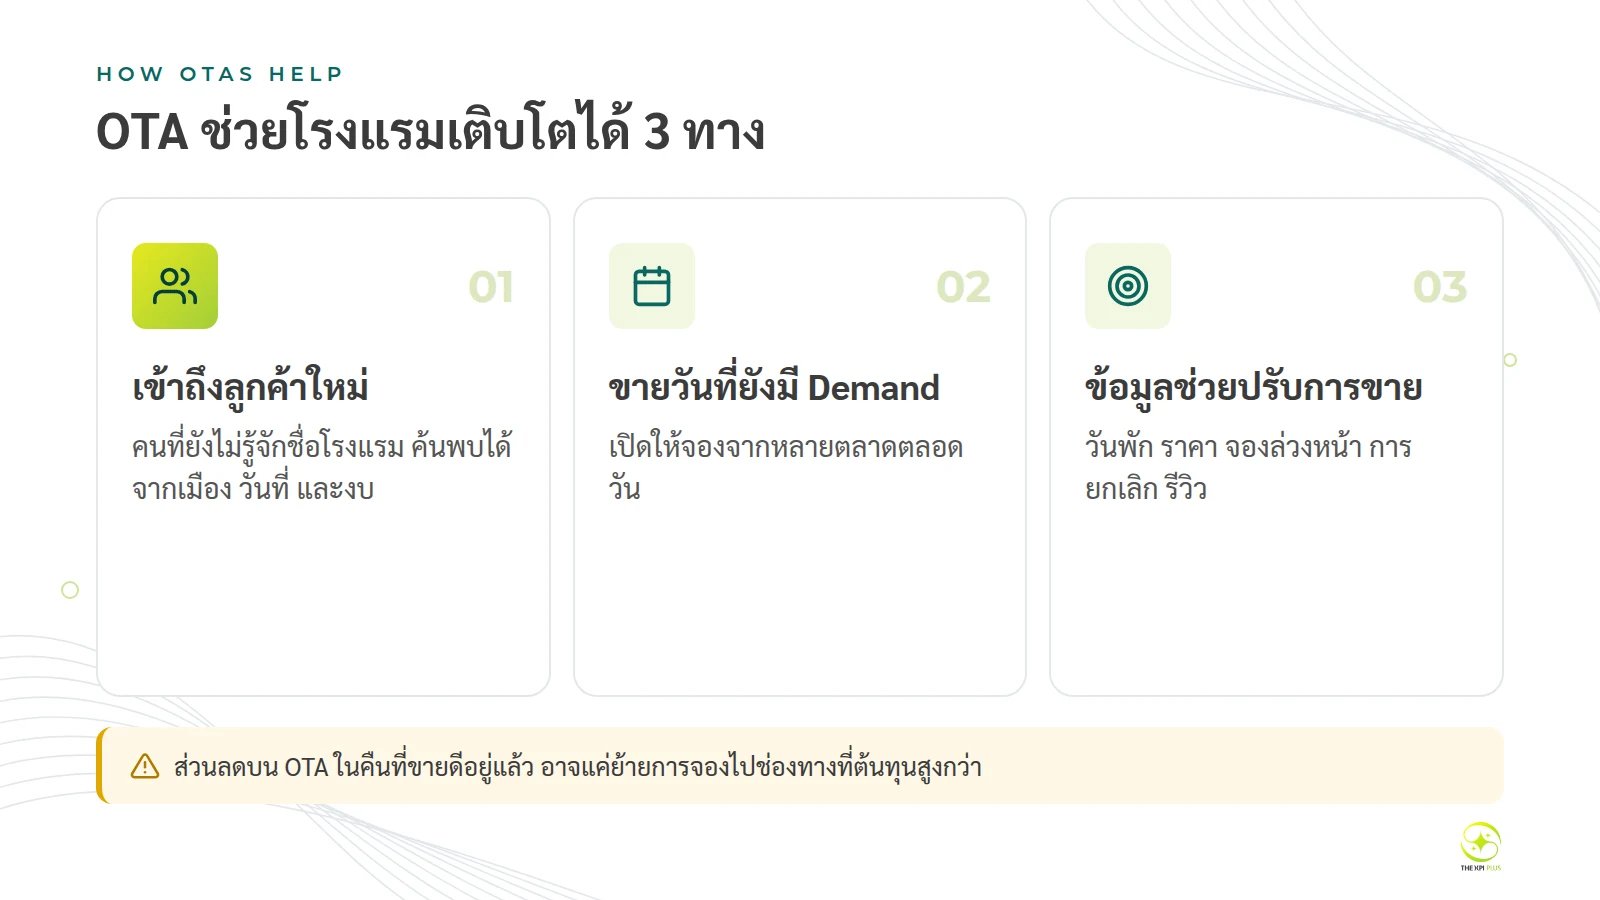 HOW OTAS HELP
OTA ช่วยโรงแรมเติบโตได้ 3 ทาง
01
เข้าถึงลูกค้าใหม่
คนที่ยังไม่รู้จักชื่อโรงแรม ค้นพบได้
จากเมือง วันที่ และงบ
02
ขายวันที่ยังมี Demand
เปิดให้จองจากหลายตลาดตลอด
วัน
03
ข้อมูลช่วยปรับการขาย
วันพัก ราคา จองล่วงหน้า การ
ยกเลิก รีวิว
ส่วนลดบน OTA ในคืนที่ขายดีอยู่แล้ว อาจแค่ย้ายการจองไปช่องทางที่ต้นทุนสูงกว่า
THE XPI PLUS